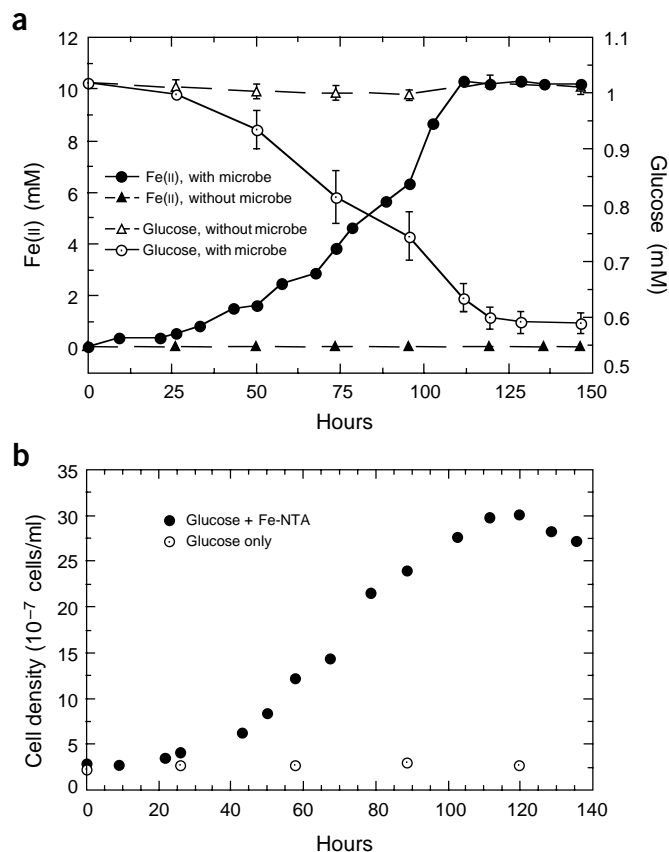 a
12
10
8
6
4
2
0
Fe(II) (mM)
1.1
1
0.9
0.8
0.7
0.6
0.5
Glucose (mM)
Fe(II), with microbe
Fe(II), without microbe
Glucose, without microbe
Glucose, with microbe
0 25 50 75 100 125 150
Hours
b
35
30
25
20
15
10
5
0
Cell density (10⁻⁷ cells/ml)
Glucose + Fe-NTA
Glucose only
0 20 40 60 80 100 120 140
Hours